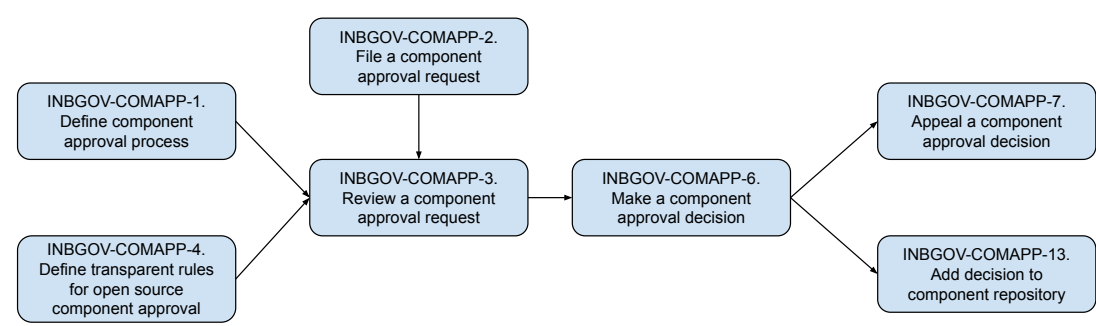 INBGOV-COMAPP-2.
File a component
approval request
INBGOV-COMAPP-1.
Define component
approval process
INBGOV-COMAPP-7.
Appeal a component
approval decision
INBGOV-COMAPP-3.
Review a component
approval request
INBGOV-COMAPP-6.
Make a component
approval decision
INBGOV-COMAPP-4.
Define transparent rules
for open source
component approval
INBGOV-COMAPP-13.
Add decision to
component repository